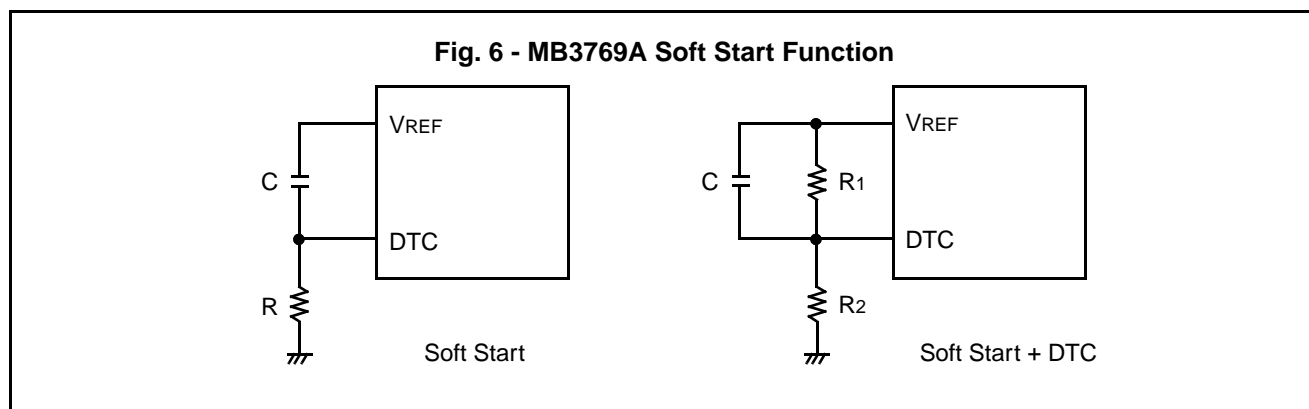 Fig. 6 - MB3769A Soft Start Function
VREF
C
DTC
R
Soft Start
VREF
C
R1
DTC
R2
Soft Start + DTC